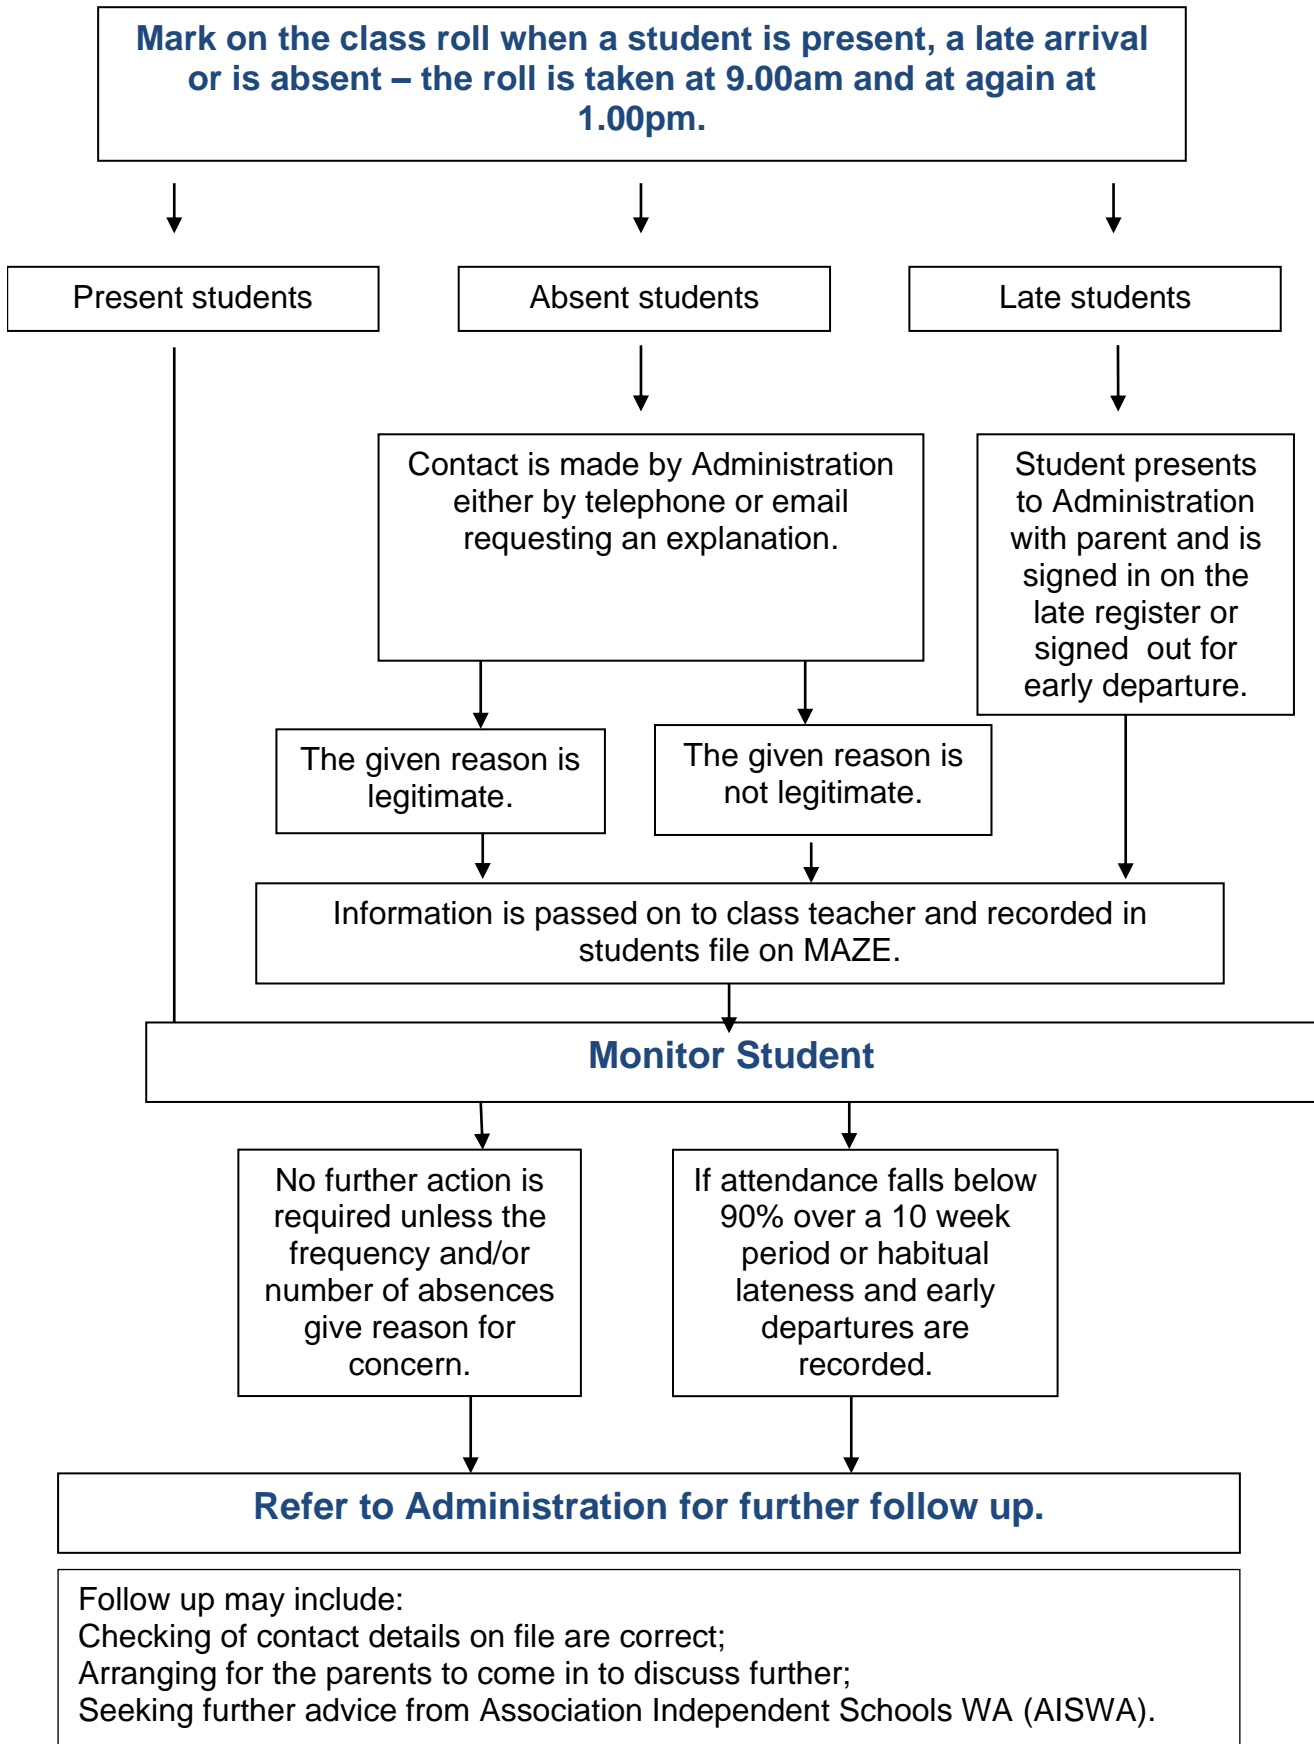 Mark on the class roll when a student is present, a late arrival
or is absent – the roll is taken at 9.00am and at again at
1.00pm.
Present students
Absent students
Late students
Contact is made by Administration
either by telephone or email
requesting an explanation.
Student presents
to Administration
with parent and is
signed in on the
late register or
signed  out for
early departure.
The given reason is
legitimate.
The given reason is
not legitimate.
Information is passed on to class teacher and recorded in
students file on MAZE.
Monitor Student
No further action is
required unless the
frequency and/or
number of absences
give reason for
concern.
If attendance falls below
90% over a 10 week
period or habitual
lateness and early
departures are
recorded.
Refer to Administration for further follow up.
Follow up may include:
Checking of contact details on file are correct;
Arranging for the parents to come in to discuss further;
Seeking further advice from Association Independent Schools WA (AISWA).